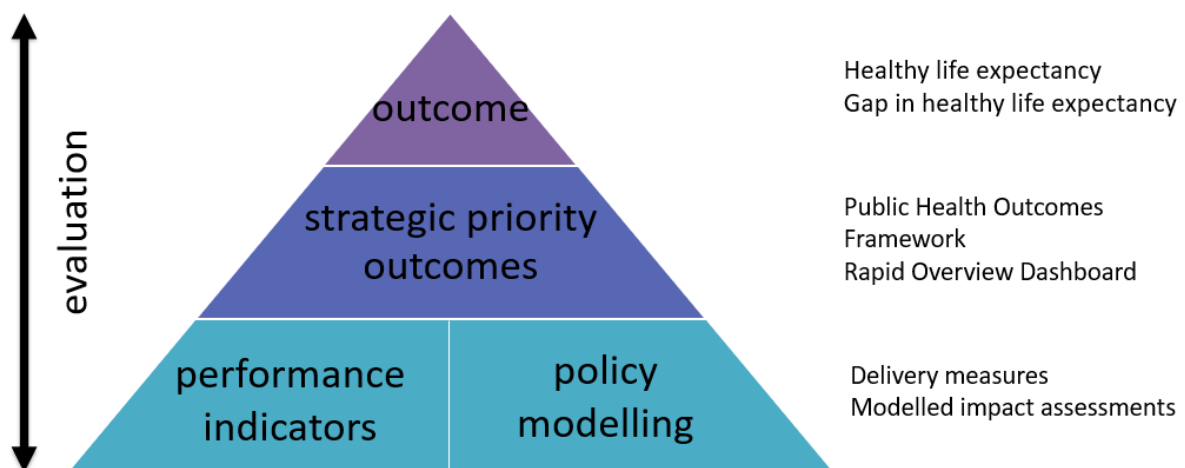 outcome
Healthy life expectancy
Gap in healthy life expectancy
evaluation
strategic priority
outcomes
Public Health Outcomes
Framework
Rapid Overview Dashboard
performance
indicators
policy
modelling
Delivery measures
Modelled impact assessments